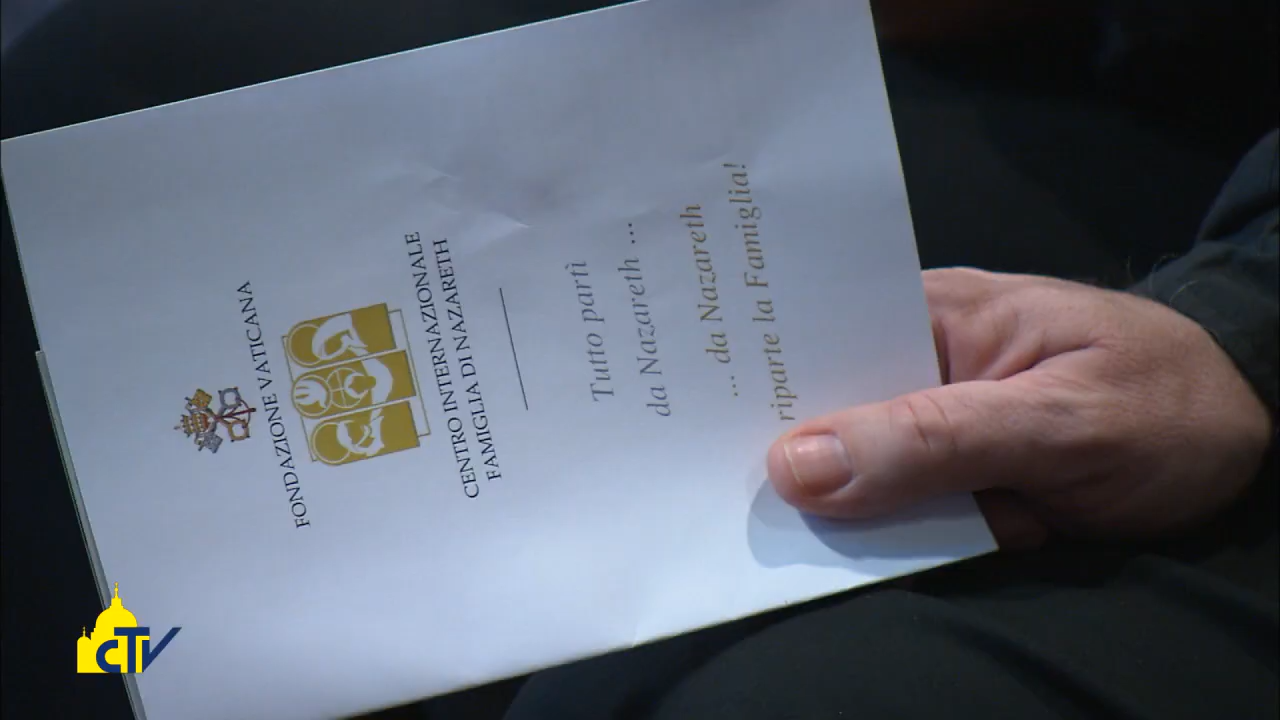 FONDAZIONE VATICANA
CENTRO INTERNAZIONALE
FAMIGLIA DI NAZARETH
Tutto partì
da Nazareth ...
... da Nazareth
riparte la Famiglia!
CTV